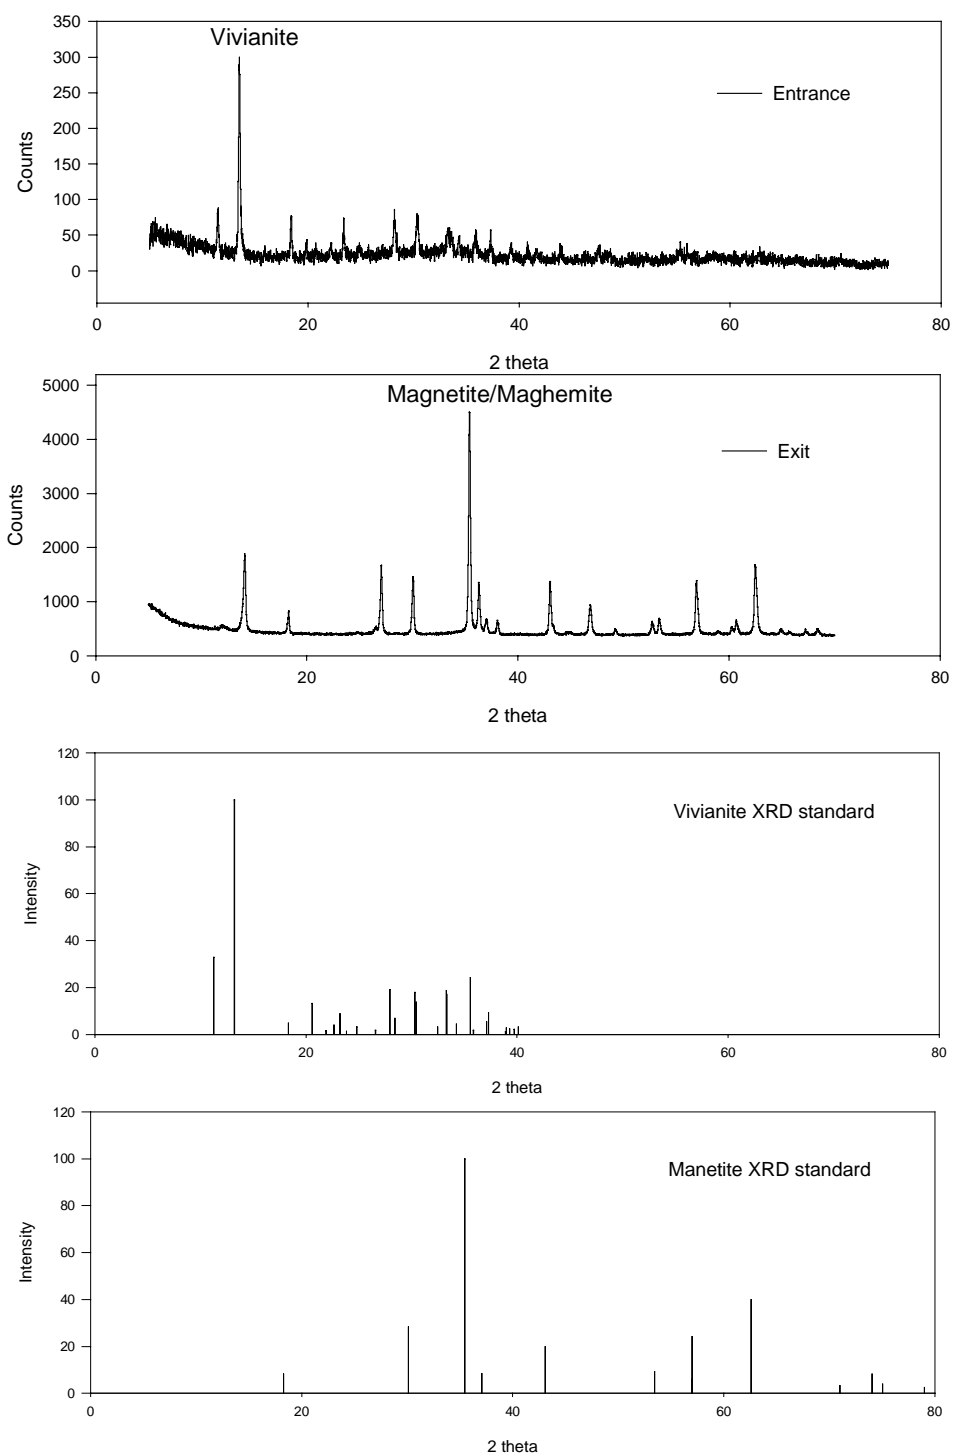 350
Vivianite
300
250
Entrance
200
Counts
150
100
50
0
0 20 40 60 80
2 theta
5000
Magnetite/Maghemite
4000
Exit
Counts
3000
2000
1000
0
0 20 40 60 80
2 theta
120
100
Vivianite XRD standard
80
Intensity
60
40
20
0
0 20 40 60 80
2 theta
120
100
Manetite XRD standard
80
Intensity
60
40
20
0
0 20 40 60 80
2 theta